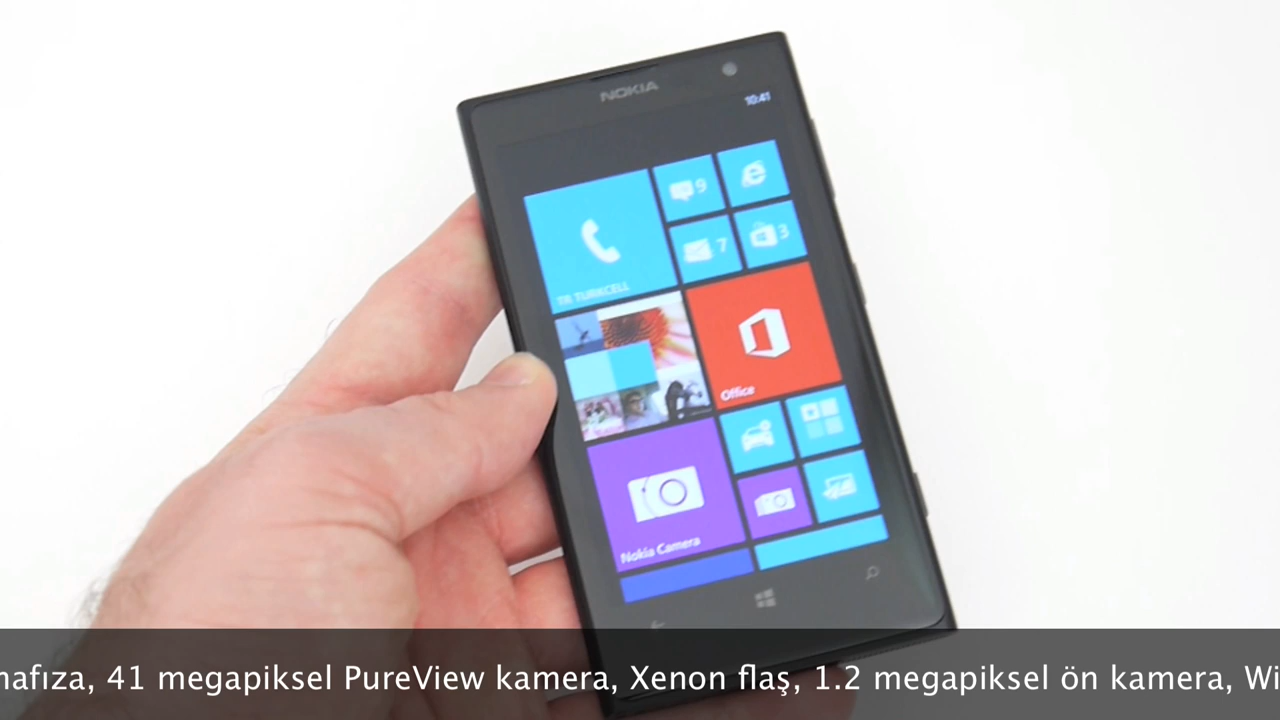 NOKIA
10:41
9
7
3
TR TURKCELL
Office
Nokia Camera
mafıza, 41 megapiksel PureView kamera, Xenon flaş, 1.2 megapiksel ön kamera, Wi